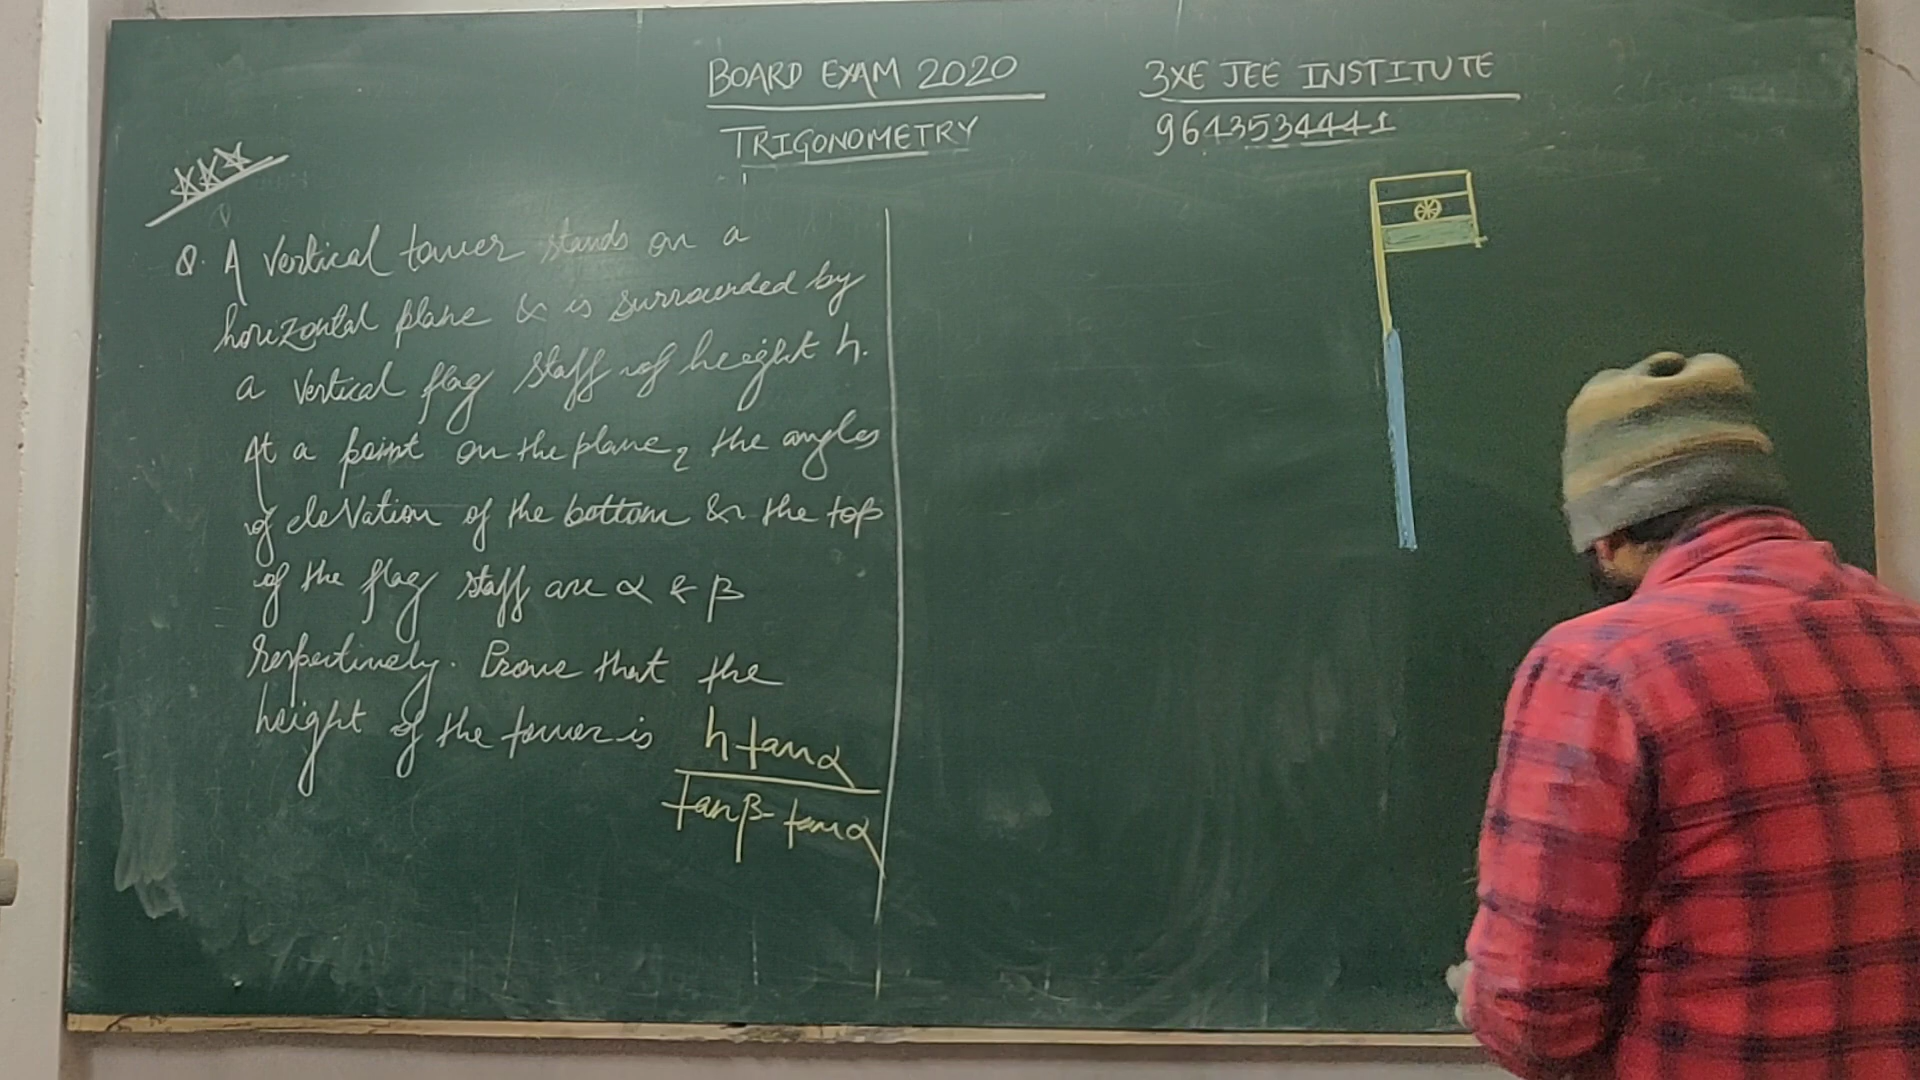 BOARD EXAM 2020
TRIGONOMETRY
3XE JEE INSTITUTE
9643534441
Q. A vertical tower stands on a
horizontal plane & is surrounded by
a vertical flag staff of height h.
At a point on the plane, the angles
of elevation of the bottom & the top
of the flag staff are α & β
respectively. Prove that the
height of the tower is h tanα
tanβ - tanα